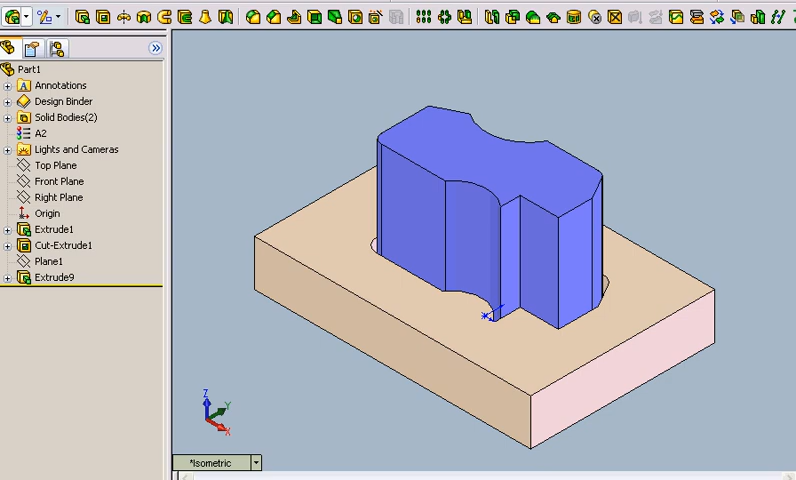 Part1
A Annotations
Design Binder
Solid Bodies(2)
A2
Lights and Cameras
Top Plane
Front Plane
Right Plane
Origin
Extrude1
Cut-Extrude1
Plane1
Extrude9
Z
Y
X
*Isometric